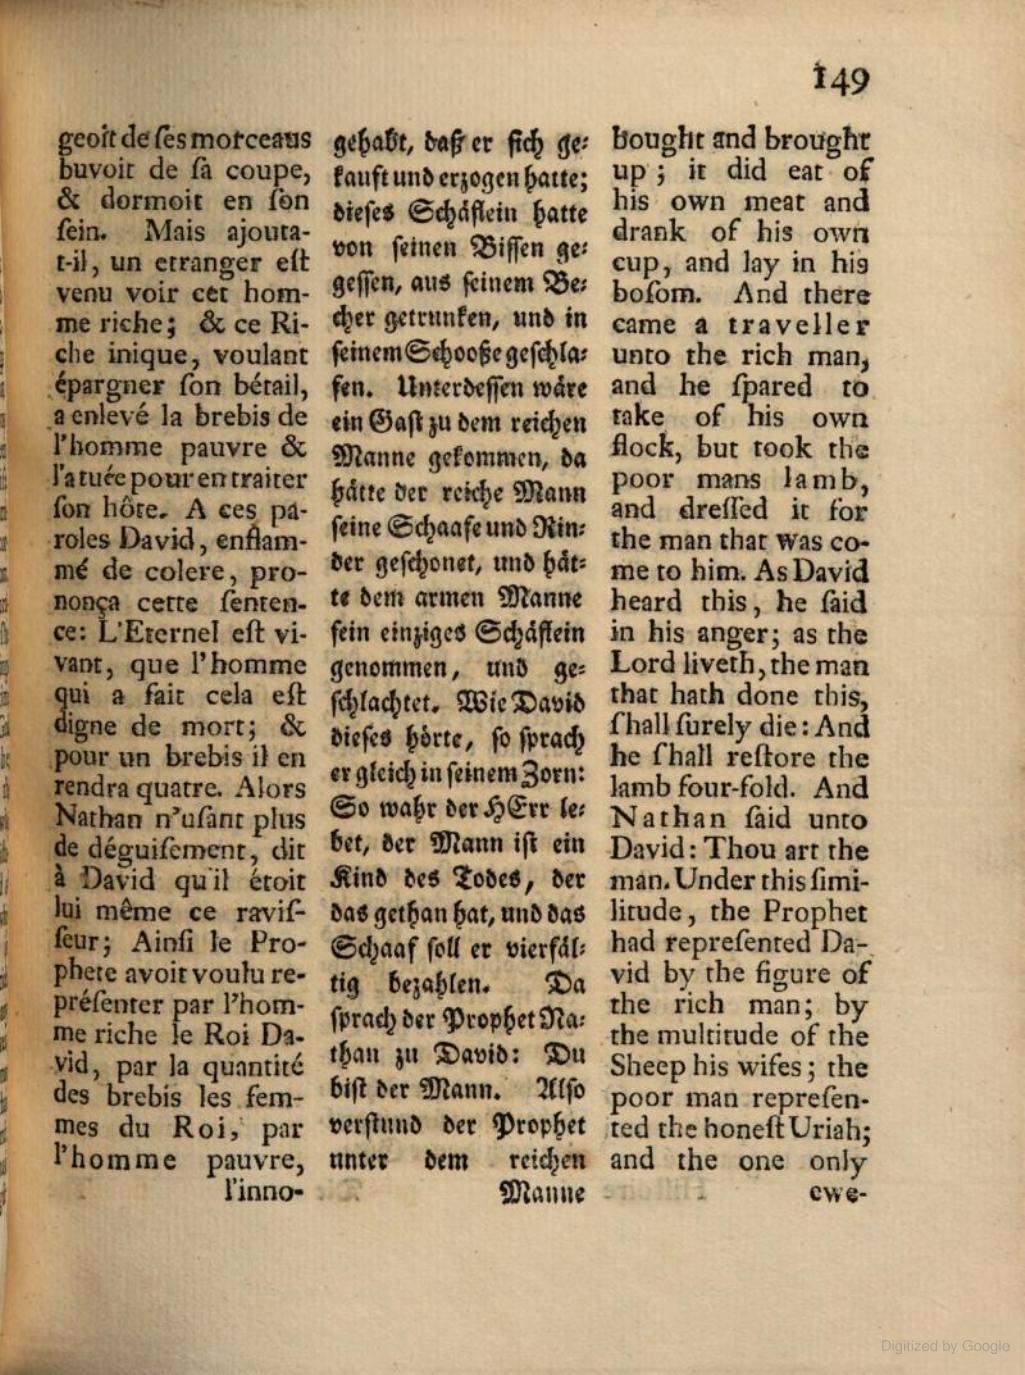 149
geoit de ſes morceaus
buvoit de ſa coupe,
& dormoit en ſon
ſein. Mais ajouta-
t-il, un etranger eſt
venu voir cet hom-
me riche; & ce Ri-
che inique, voulant
épargner ſon bétail,
a enlevé la brebis de
l'homme pauvre &
l'a tuée pour en traiter
ſon hôte. A ces pa-
roles David, enflam-
mé de colere, pro-
nonça cette ſenten-
ce: L'Eternel eſt vi-
vant, que l'homme
qui a fait cela eſt
digne de mort; &
pour un brebis il en
rendra quatre. Alors
Nathan n'uſant plus
de déguiſement, dit
à David qu'il étoit
lui même ce raviſ-
ſeur; Ainſi le Pro-
phete avoit voulu re-
préſenter par l'hom-
me riche le Roi Da-
vid, par la quantité
des brebis les fem-
mes du Roi, par
l'homme pauvre,
l'inno-
gehabt, daß er ſich ge-
kauft und erzogen hatte;
dieſes Schäflein hatte
von ſeinen Biſſen ge-
geſſen, aus ſeinem Be-
cher getrunken, und in
ſeinem Schooße geſchla-
fen. Unterdeſſen wäre
ein Gaſt zu dem reichen
Manne gekommen, da
hätte der reiche Mann
ſeine Schaafe und Rin-
der geſchonet, und hät-
te dem armen Manne
ſein einziges Schäflein
genommen, und ge-
ſchlachtet. Wie David
dieſes hörte, ſo ſprach
er gleich in ſeinem Zorn:
So wahr der HErr le-
bet, der Mann iſt ein
Kind des Todes, der
das gethan hat, und das
Schaaf ſoll er vierfäl-
tig bezahlen. Da
ſprach der Prophet Na-
than zu David: Du
biſt der Mann. Alſo
verſtund der Prophet
unter dem reichen
Manne
bought and brought
up; it did eat of
his own meat and
drank of his own
cup, and lay in his
boſom. And there
came a traveller
unto the rich man,
and he ſpared to
take of his own
flock, but took the
poor mans lamb,
and dreſſed it for
the man that was co-
me to him. As David
heard this, he ſaid
in his anger; as the
Lord liveth, the man
that hath done this,
ſhall ſurely die: And
he ſhall reſtore the
lamb four-fold. And
Nathan ſaid unto
David: Thou art the
man. Under this ſimi-
litude, the Prophet
had repreſented Da-
vid by the figure of
the rich man; by
the multitude of the
Sheep his wifes; the
poor man repreſen-
ted the honeſt Uriah;
and the one only
ewe-
Digitized by Google